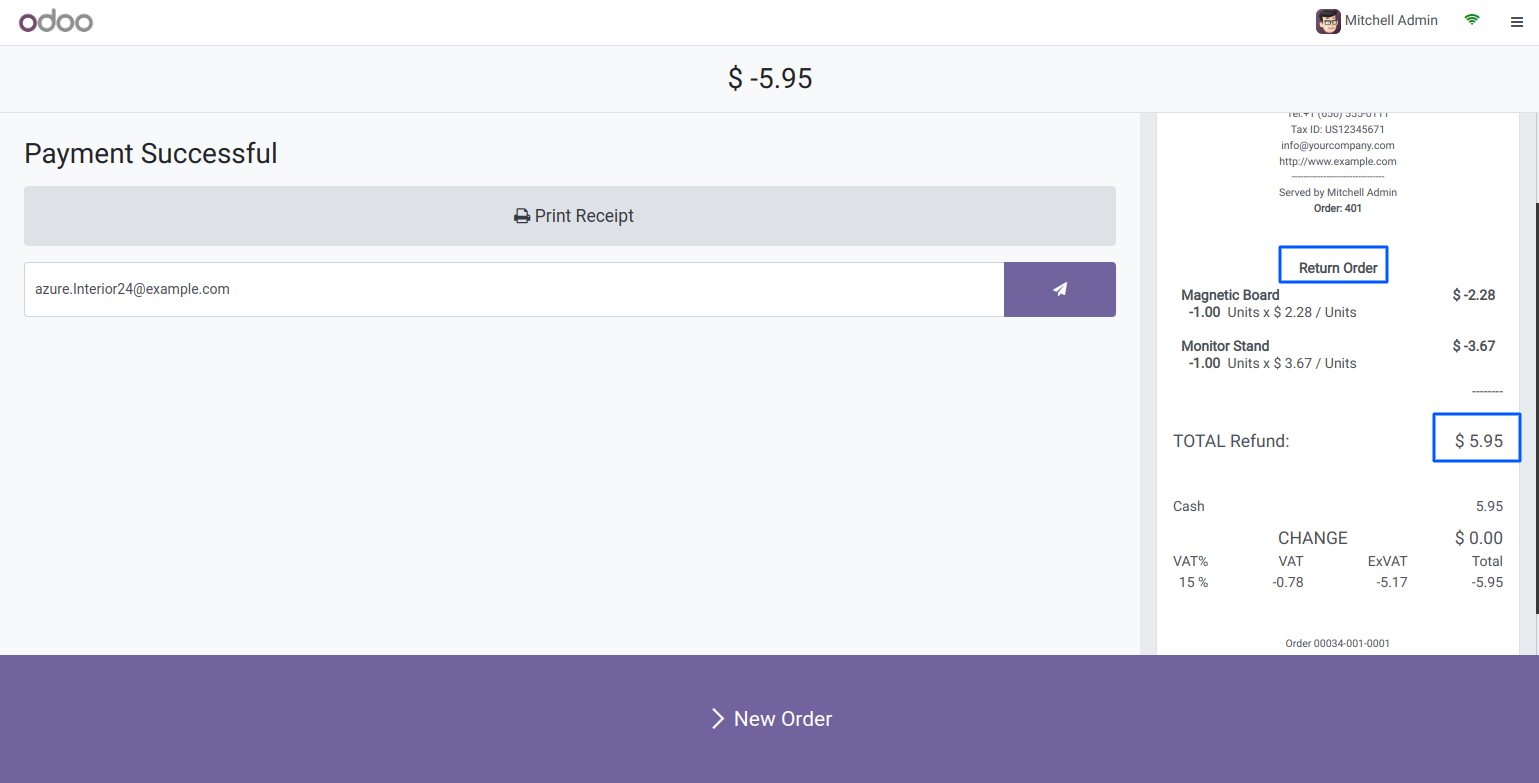 odoo
Mitchell Admin
$ -5.95
Payment Successful
Print Receipt
azure.Interior24@example.com
Tax ID: US12345671
info@yourcompany.com
http://www.example.com
--------------------------------
Served by Mitchell Admin
Order: 401
Return Order
Magnetic Board $ -2.28
-1.00 Units x $ 2.28 / Units
Monitor Stand $ -3.67
-1.00 Units x $ 3.67 / Units
--------
TOTAL Refund: $ 5.95
Cash 5.95
CHANGE $ 0.00
VAT% VAT ExVAT Total
15 % -0.78 -5.17 -5.95
Order 00034-001-0001
New Order